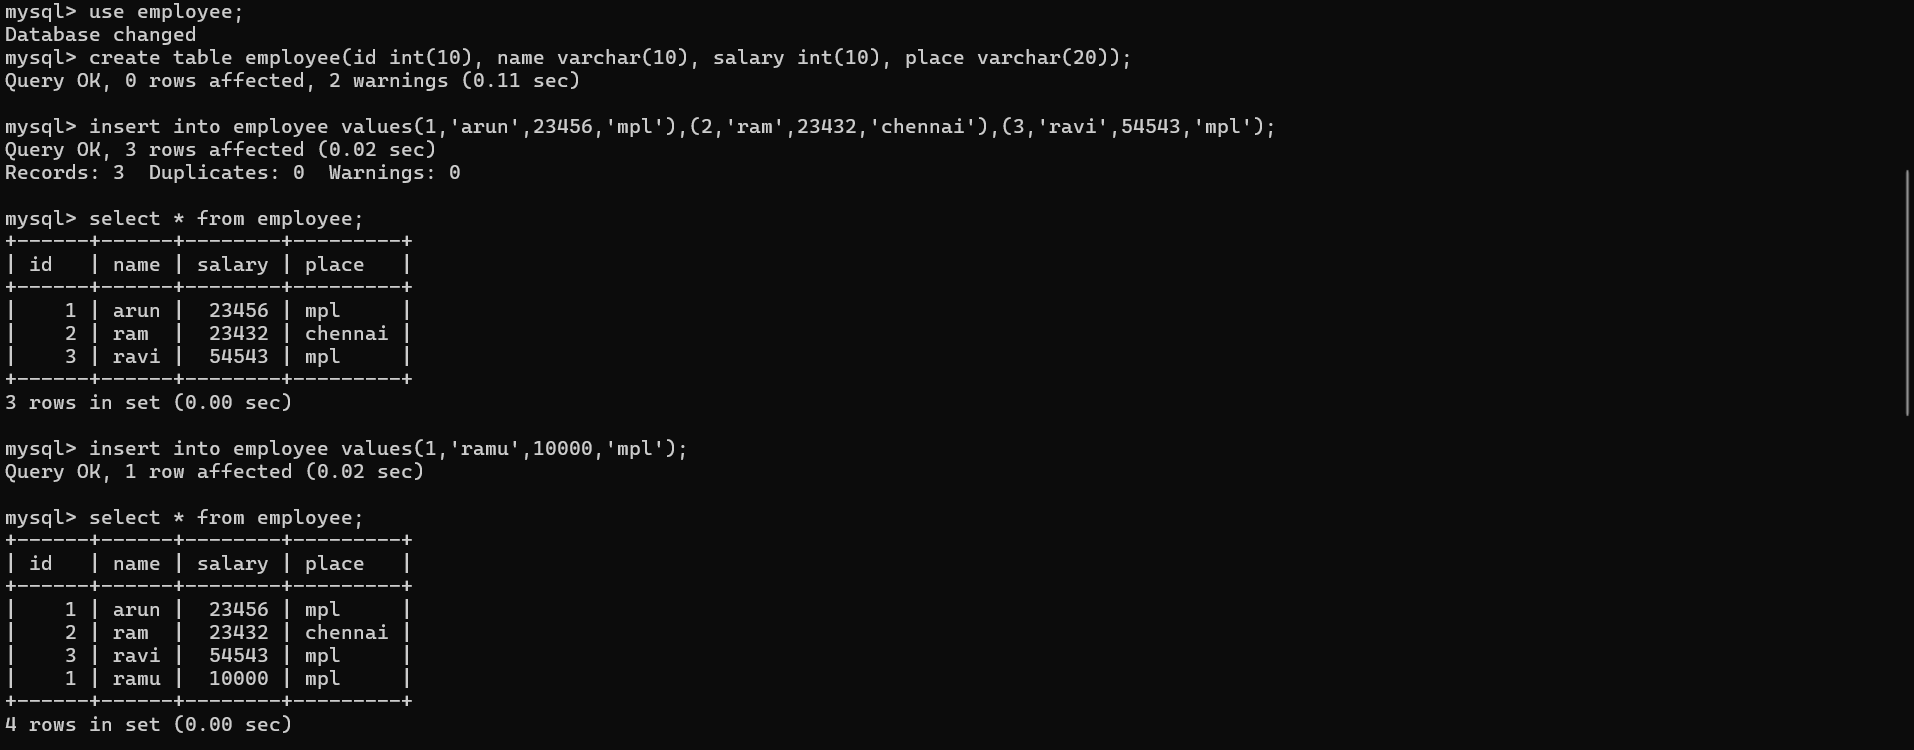 mysql> use employee;
Database changed
mysql> create table employee(id int(10), name varchar(10), salary int(10), place varchar(20));
Query OK, 0 rows affected, 2 warnings (0.11 sec)

mysql> insert into employee values(1,'arun',23456,'mpl'),(2,'ram',23432,'chennai'),(3,'ravi',54543,'mpl');
Query OK, 3 rows affected (0.02 sec)
Records: 3  Duplicates: 0  Warnings: 0

mysql> select * from employee;
+------+------+--------+---------+
| id   | name | salary | place   |
+------+------+--------+---------+
|    1 | arun |  23456 | mpl     |
|    2 | ram  |  23432 | chennai |
|    3 | ravi |  54543 | mpl     |
+------+------+--------+---------+
3 rows in set (0.00 sec)

mysql> insert into employee values(1,'ramu',10000,'mpl');
Query OK, 1 row affected (0.02 sec)

mysql> select * from employee;
+------+------+--------+---------+
| id   | name | salary | place   |
+------+------+--------+---------+
|    1 | arun |  23456 | mpl     |
|    2 | ram  |  23432 | chennai |
|    3 | ravi |  54543 | mpl     |
|    1 | ramu |  10000 | mpl     |
+------+------+--------+---------+
4 rows in set (0.00 sec)